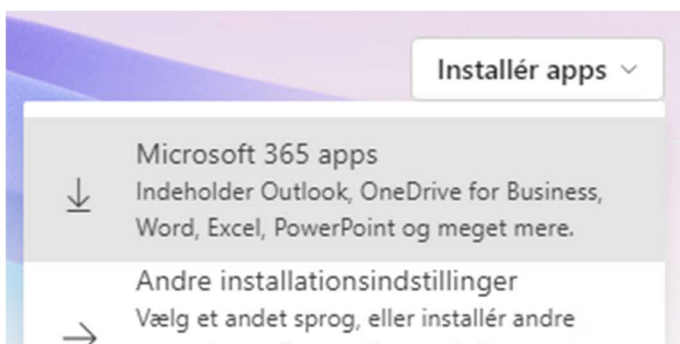 Installér apps
Microsoft 365 apps
Indeholder Outlook, OneDrive for Business,
Word, Excel, PowerPoint og meget mere.
Andre installationsindstillinger
Vælg et andet sprog, eller installér andre